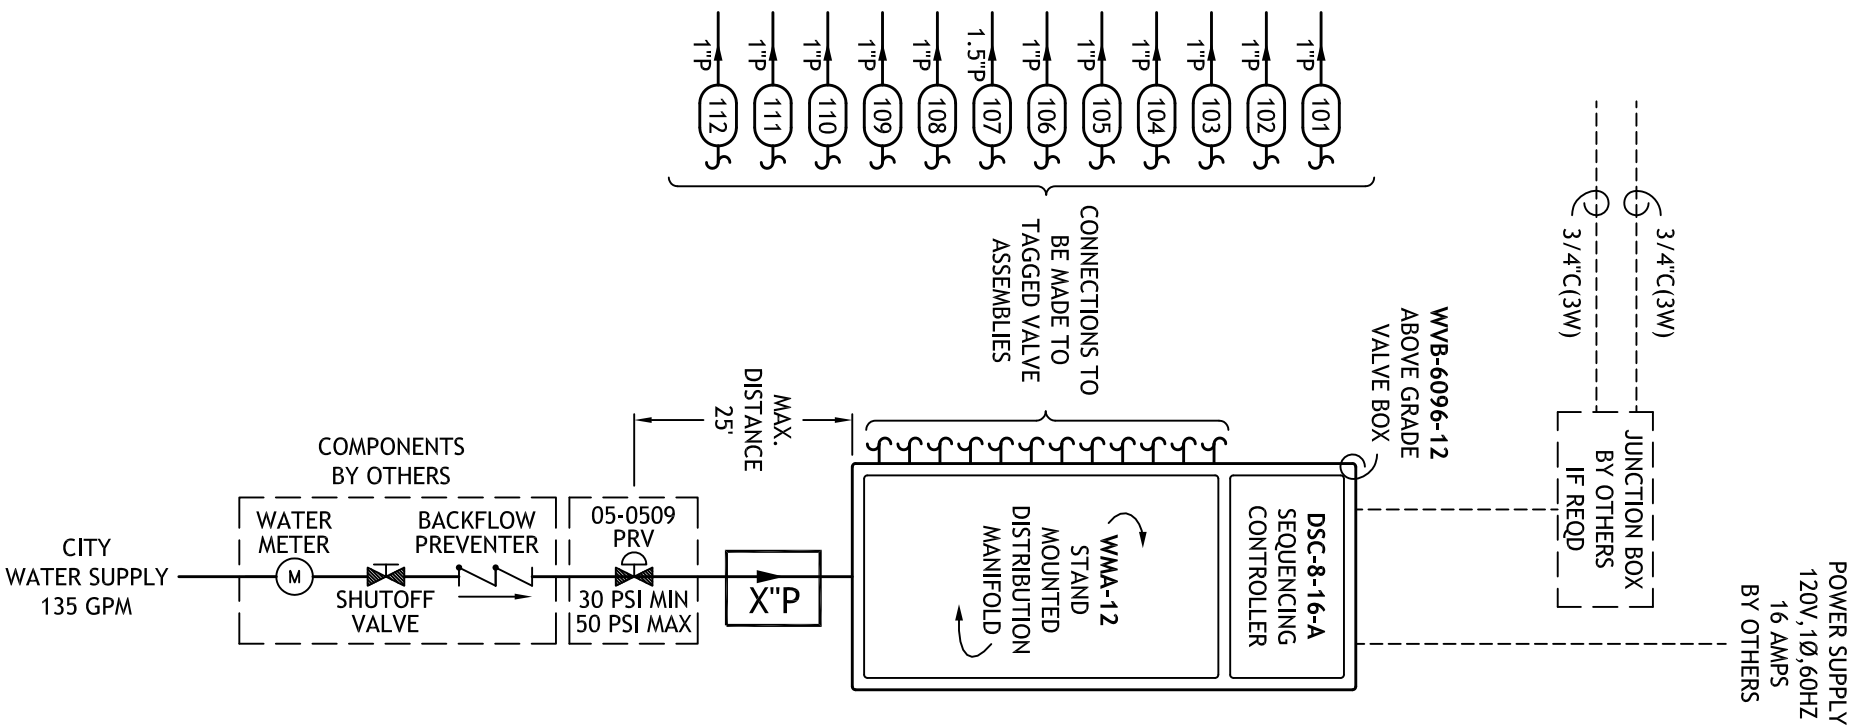 1"P
1"P
1"P
1"P
1"P
1.5"P
1"P
1"P
1"P
1"P
1"P
1"P
112
111
110
109
108
107
106
105
104
103
102
101
3/4"C(3W)
3/4"C(3W)
CONNECTIONS TO
BE MADE TO
TAGGED VALVE
ASSEMBLIES
WVB-6096-12
ABOVE GRADE
VALVE BOX
JUNCTION BOX
BY OTHERS
IF REQD
MAX.
DISTANCE
25'
COMPONENTS
BY OTHERS
WATER
METER
BACKFLOW
PREVENTER
M
SHUTOFF
VALVE
05-0509
PRV
30 PSI MIN
50 PSI MAX
CITY
WATER SUPPLY
135 GPM
X"P
WMA-12
STAND
MOUNTED
DISTRIBUTION
MANIFOLD
DSC-8-16-A
SEQUENCING
CONTROLLER
POWER SUPPLY
120V,1Ø,60HZ
16 AMPS
BY OTHERS